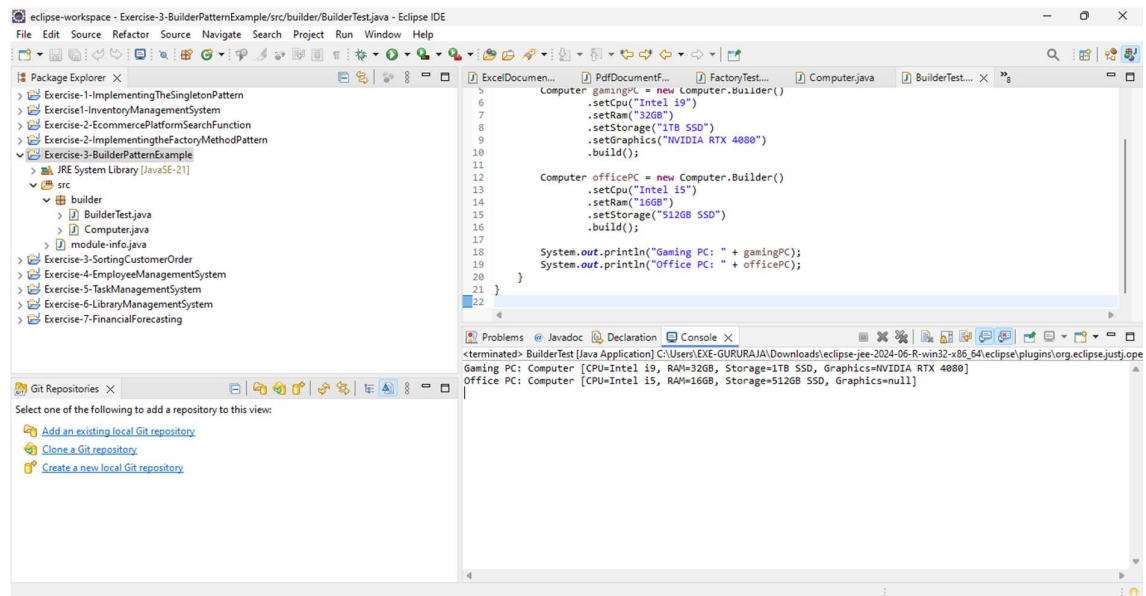 eclipse-workspace - Exercise-3-BuilderPatternExample/src/builder/BuilderTest.java - Eclipse IDE
File Edit Source Refactor Source Navigate Search Project Run Window Help
Package Explorer
Exercise-1-ImplementingTheSingletonPattern
Exercise1-InventoryManagementSystem
Exercise-2-EcommercePlatformSearchFunction
Exercise-2-ImplementingtheFactoryMethodPattern
Exercise-3-BuilderPatternExample
JRE System Library [JavaSE-21]
src
builder
BuilderTest.java
Computer.java
module-info.java
Exercise-3-SortingCustomerOrder
Exercise-4-EmployeeManagementSystem
Exercise-5-TaskManagementSystem
Exercise-6-LibraryManagementSystem
Exercise-7-FinancialForecasting
Git Repositories
Select one of the following to add a repository to this view:
Add an existing local Git repository
Clone a Git repository
Create a new local Git repository
ExcelDocumen... PdfDocumentF... FactoryTest.... Computer.java BuilderTest.... »8
5 Computer gamingPC = new Computer.Builder()
6 .setCpu("Intel i9")
7 .setRam("32GB")
8 .setStorage("1TB SSD")
9 .setGraphics("NVIDIA RTX 4080")
10 .build();
11
12 Computer officePC = new Computer.Builder()
13 .setCpu("Intel i5")
14 .setRam("16GB")
15 .setStorage("512GB SSD")
16 .build();
17
18 System.out.println("Gaming PC: " + gamingPC);
19 System.out.println("Office PC: " + officePC);
20 }
21 }
22
Problems @ Javadoc Declaration Console
<terminated> BuilderTest [Java Application] C:\Users\EXE-GURURAJA\Downloads\eclipse-jee-2024-06-R-win32-x86_64\eclipse\plugins\org.eclipse.justj.ope
Gaming PC: Computer [CPU=Intel i9, RAM=32GB, Storage=1TB SSD, Graphics=NVIDIA RTX 4080]
Office PC: Computer [CPU=Intel i5, RAM=16GB, Storage=512GB SSD, Graphics=null]